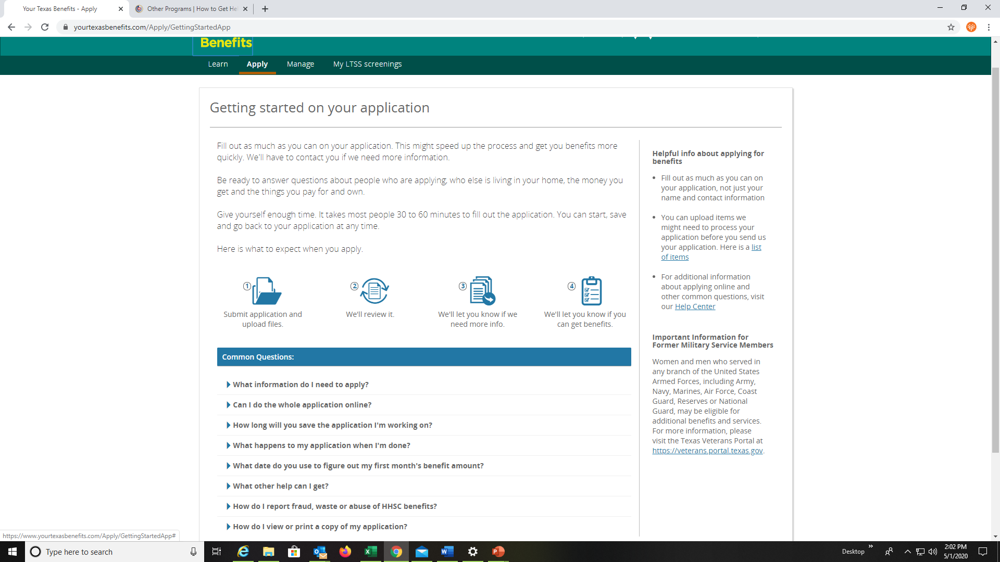 Your Texas Benefits - Apply
Other Programs | How to Get He
yourtexasbenefits.com/Apply/GettingStartedApp
Benefits
Learn
Apply
Manage
My LTSS screenings
Getting started on your application
Fill out as much as you can on your application. This might speed up the process and get you benefits more
quickly. We'll have to contact you if we need more information.
Be ready to answer questions about people who are applying, who else is living in your home, the money you
get and the things you pay for and own.
Give yourself enough time. It takes most people 30 to 60 minutes to fill out the application. You can start, save
and go back to your application at any time.
Here is what to expect when you apply.
1
Submit application and
upload files.
2
We'll review it.
3
We'll let you know if we
need more info.
4
We'll let you know if you
can get benefits.
Common Questions:
What information do I need to apply?
Can I do the whole application online?
How long will you save the application I'm working on?
What happens to my application when I'm done?
What date do you use to figure out my first month's benefit amount?
What other help can I get?
How do I report fraud, waste or abuse of HHSC benefits?
How do I view or print a copy of my application?
Helpful info about applying for
benefits
Fill out as much as you can on
your application, not just your
name and contact information
You can upload items we
might need to process your
application before you send us
your application. Here is a list
of items
For additional information
about applying online and
other common questions, visit
our Help Center
Important Information for
Former Military Service Members
Women and men who served in
any branch of the United States
Armed Forces, including Army,
Navy, Marines, Air Force, Coast
Guard, Reserves or National
Guard, may be eligible for
additional benefits and services.
For more information, please
visit the Texas Veterans Portal at
https://veterans.portal.texas.gov.
https://www.yourtexasbenefits.com/Apply/GettingStartedApp#
Type here to search
Desktop
2:02 PM
5/1/2020